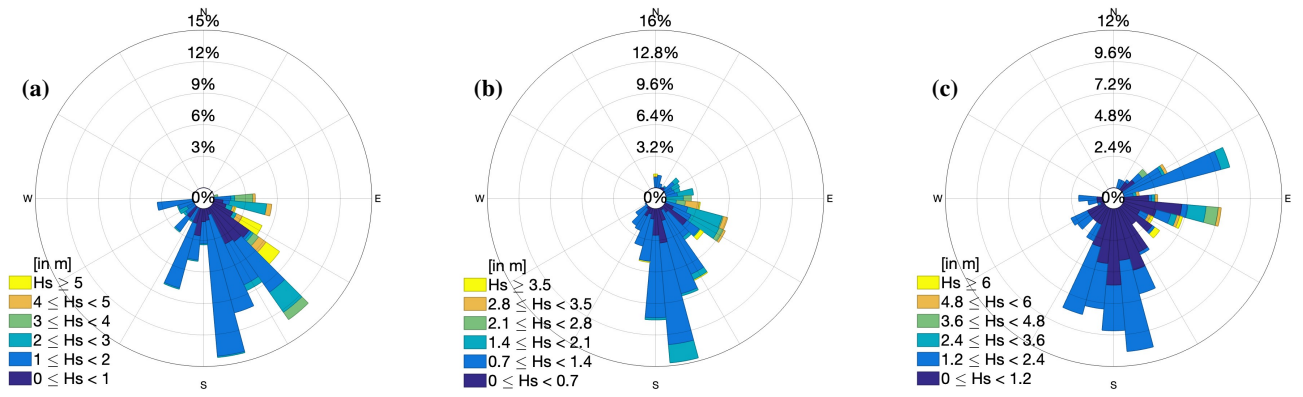 (a)
N
15%
12%
9%
6%
3%
0%
W
E
S
[in m]
Hs ≥ 5
4 ≤ Hs < 5
3 ≤ Hs < 4
2 ≤ Hs < 3
1 ≤ Hs < 2
0 ≤ Hs < 1
(b)
N
16%
12.8%
9.6%
6.4%
3.2%
0%
W
E
S
[in m]
Hs ≥ 3.5
2.8 ≤ Hs < 3.5
2.1 ≤ Hs < 2.8
1.4 ≤ Hs < 2.1
0.7 ≤ Hs < 1.4
0 ≤ Hs < 0.7
(c)
N
12%
9.6%
7.2%
4.8%
2.4%
0%
W
E
S
[in m]
Hs ≥ 6
4.8 ≤ Hs < 6
3.6 ≤ Hs < 4.8
2.4 ≤ Hs < 3.6
1.2 ≤ Hs < 2.4
0 ≤ Hs < 1.2